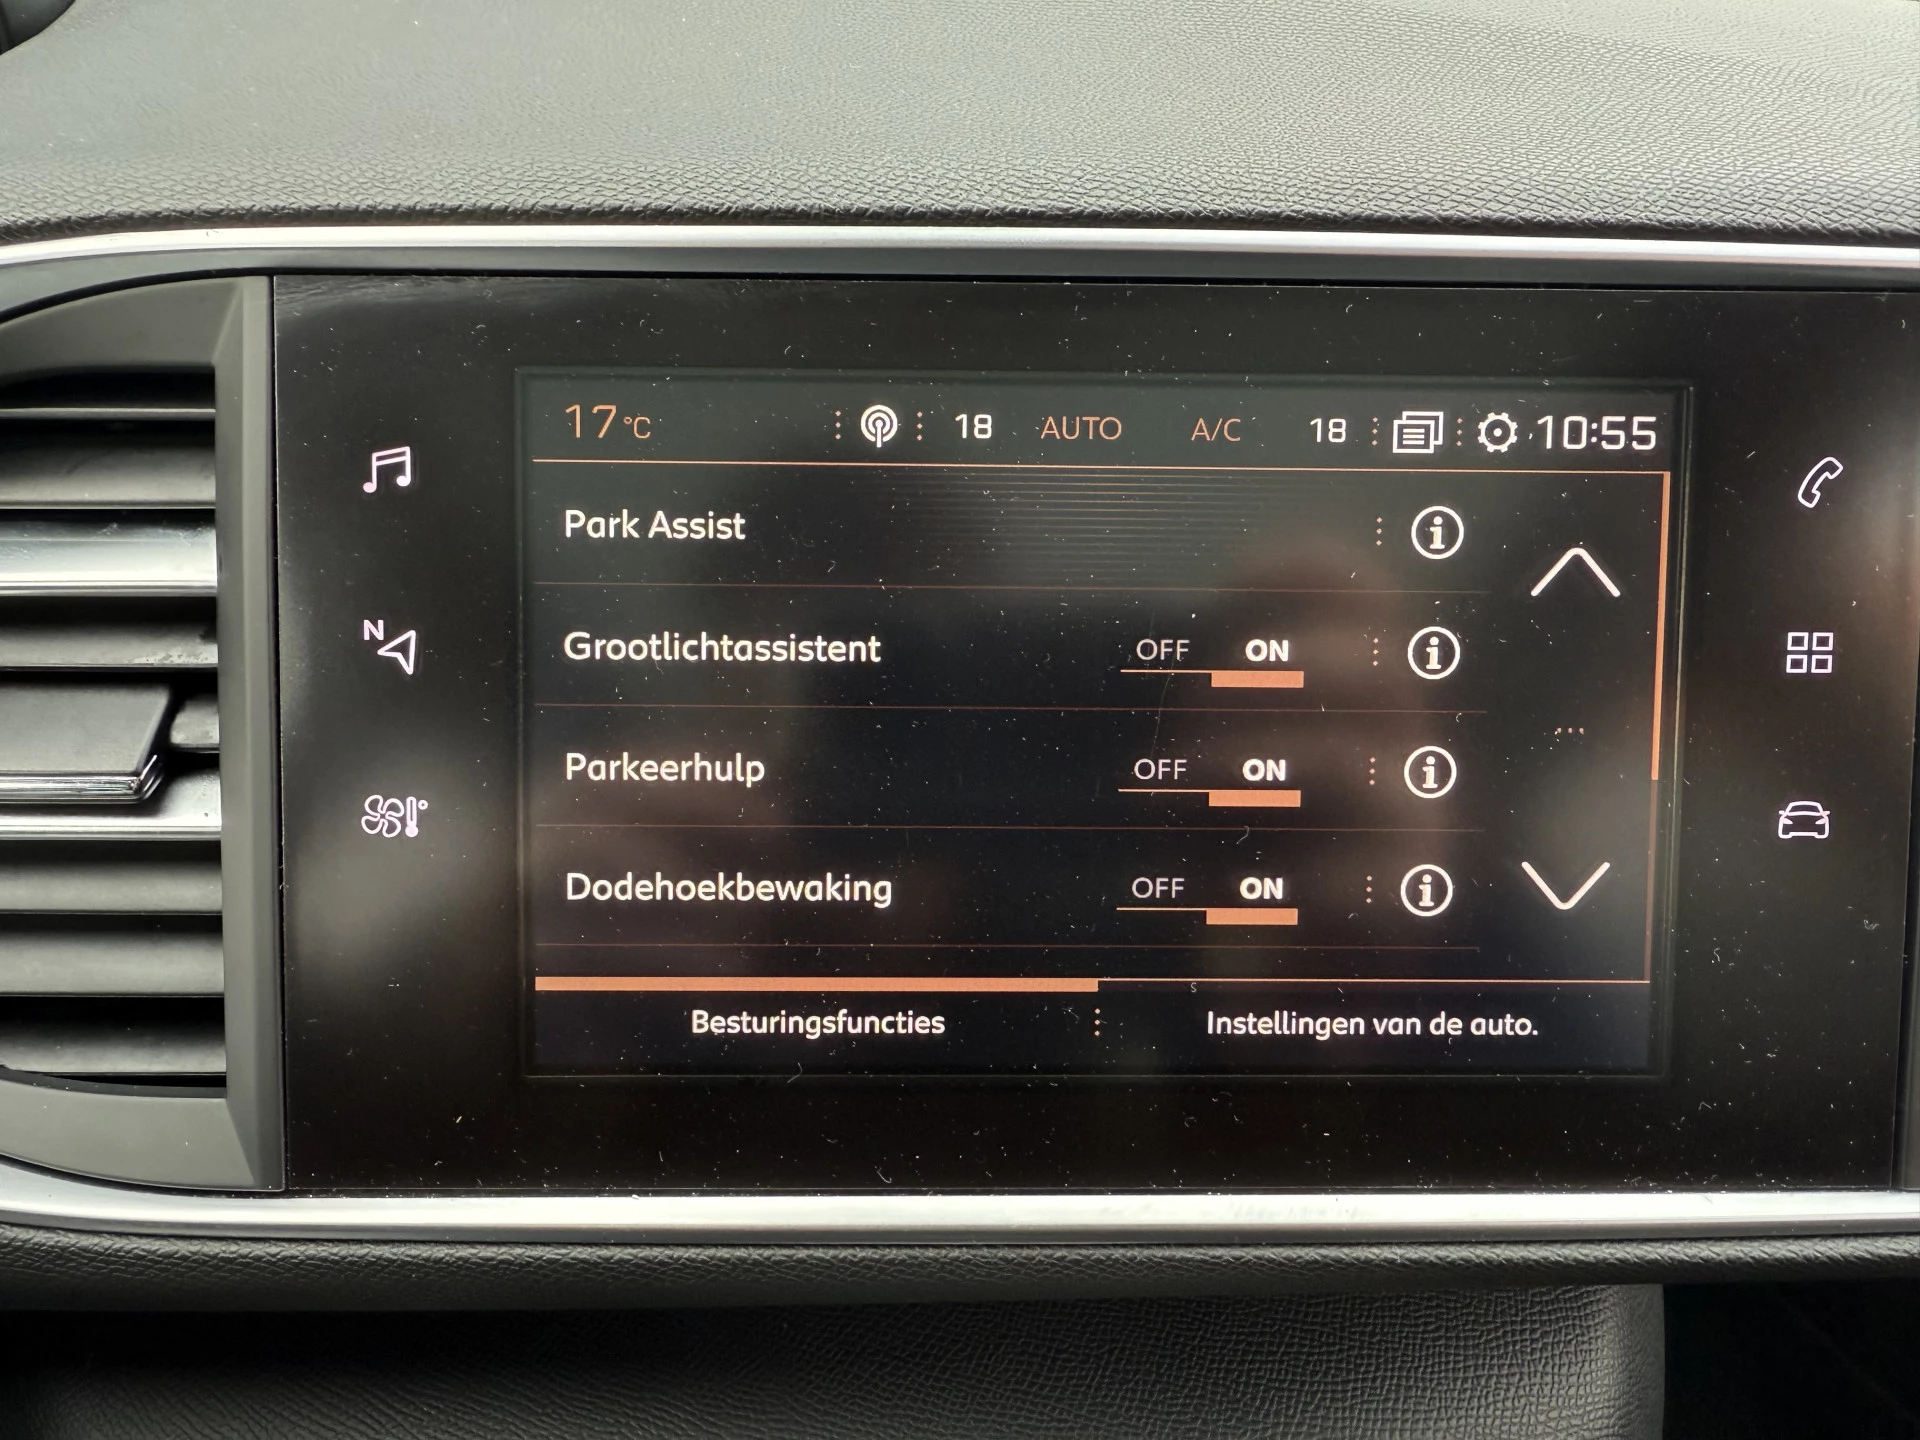 17°C 18 AUTO A/C 18 10:55
Park Assist
N
Grootlichtassistent OFF ON
Parkeerhulp OFF ON
Dodehoekbewaking OFF ON
Besturingsfuncties Instellingen van de auto.